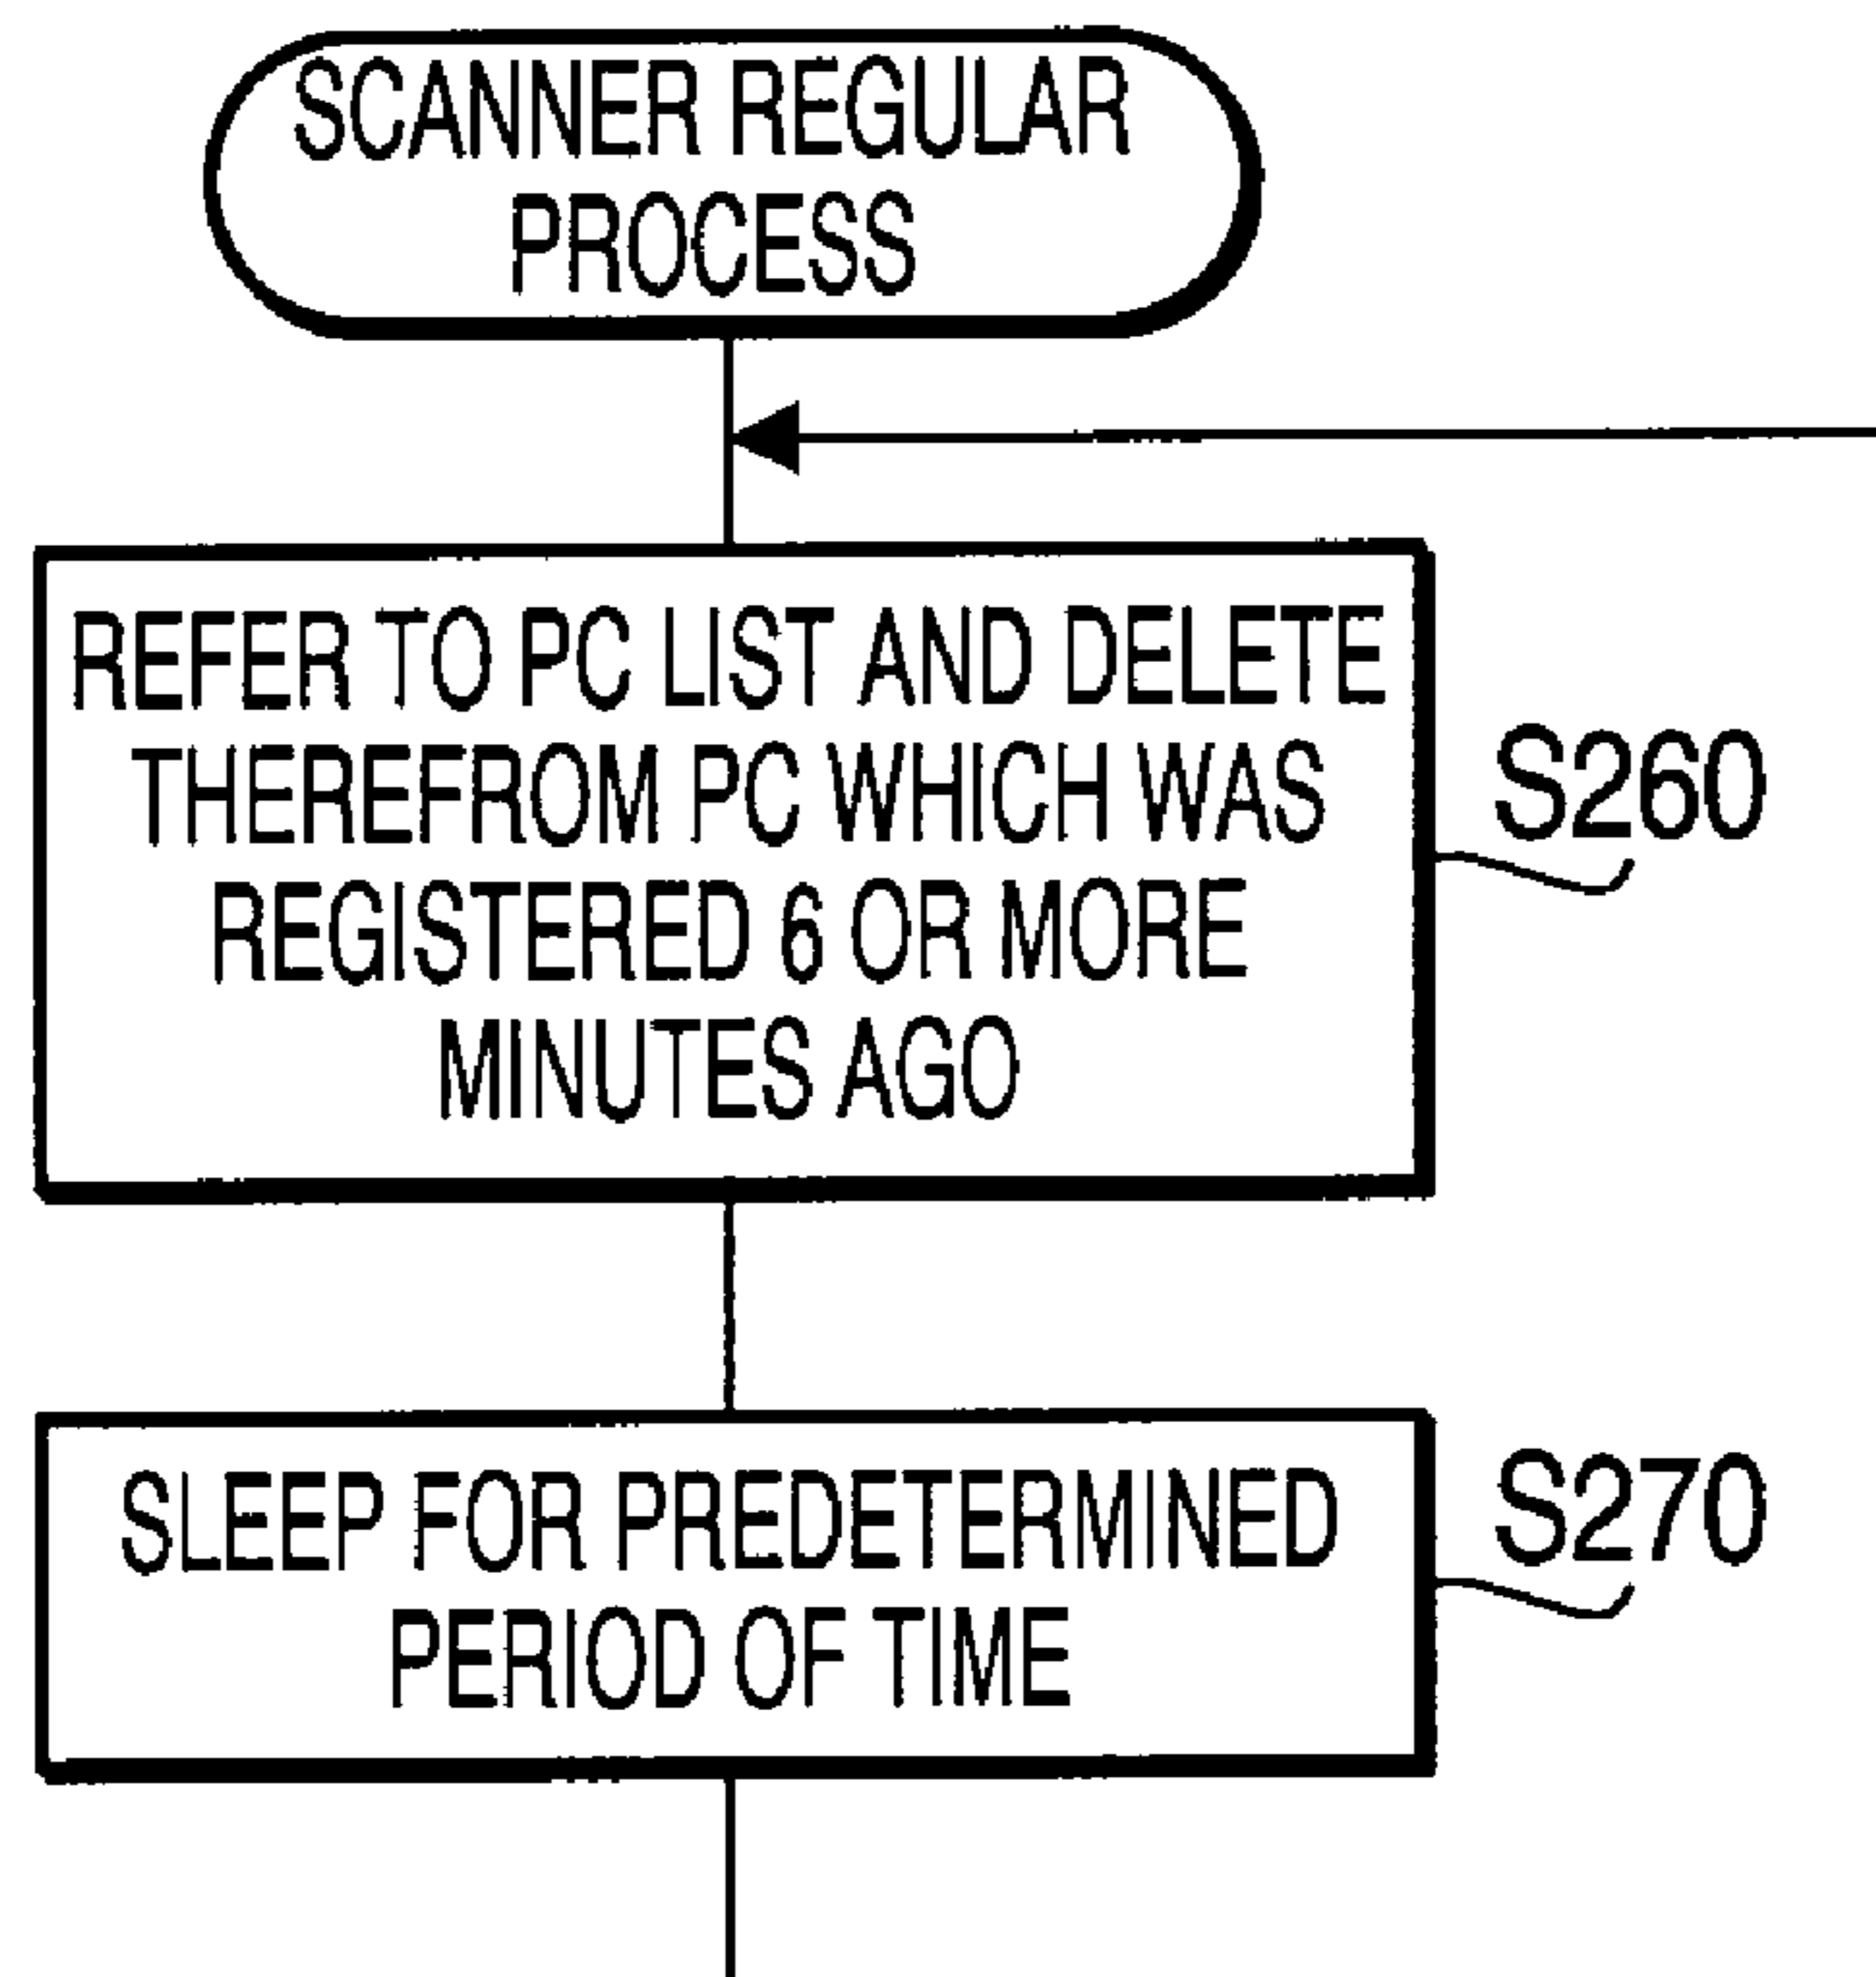 SCANNER REGULAR
PROCESS
REFER TO PC LIST AND DELETE
THEREFROM PC WHICH WAS
REGISTERED 6 OR MORE
MINUTES AGO
S260
SLEEP FOR PREDETERMINED
PERIOD OF TIME
S270